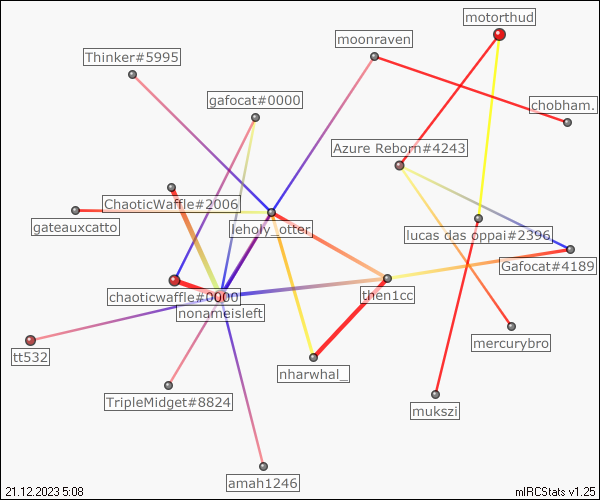 motorthud
moonraven
Thinker#5995
gafocat#0000
chobham.
Azure Reborn#4243
ChaoticWaffle#2006
gateauxcatto
leholy_otter
lucas das oppai#2396
Gafocat#4189
chaoticwaffle#0000
then1cc
nonameisleft
mercurybro
tt532
nharwhal_
TripleMidget#8824
mukszi
amah1246
21.12.2023 5:08
mIRCStats v1.25